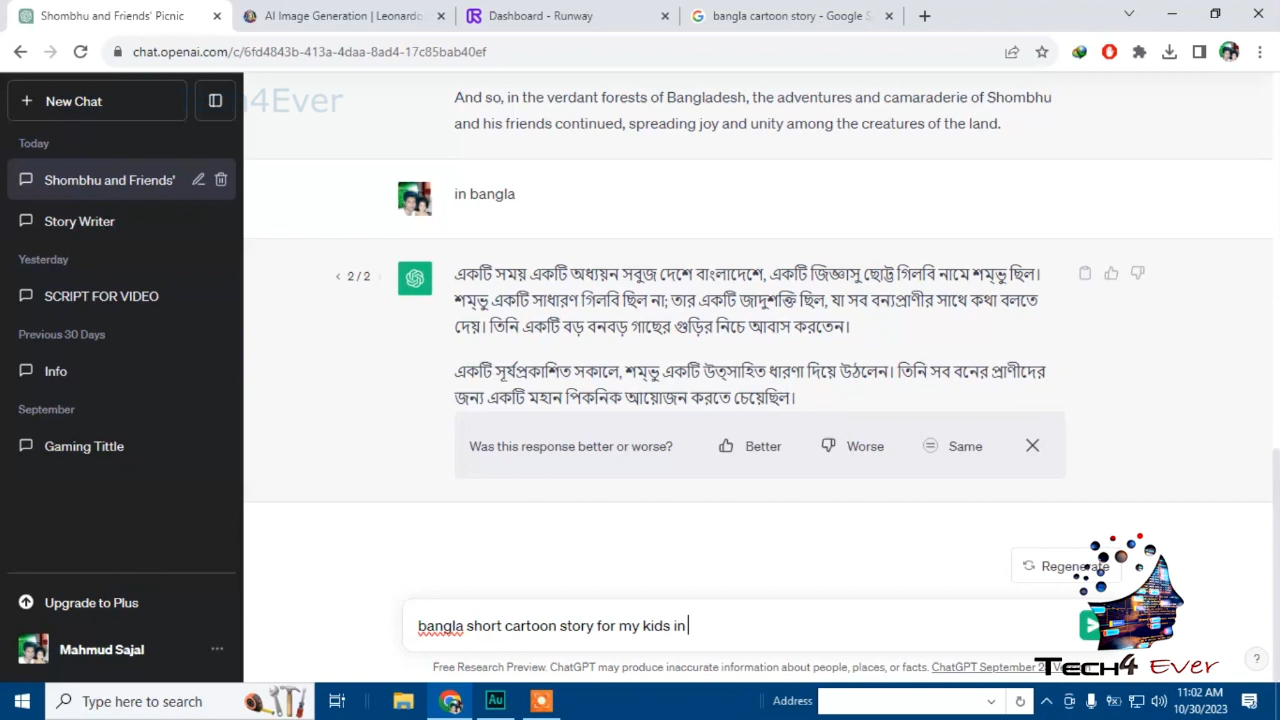 Shombhu and Friends' Picnic
AI Image Generation | Leonardo
Dashboard - Runway
bangla cartoon story - Google S
chat.openai.com/c/6fd4843b-413a-4daa-8ad4-17c85bab40ef
New Chat
h4Ever
And so, in the verdant forests of Bangladesh, the adventures and camaraderie of Shombhu
and his friends continued, spreading joy and unity among the creatures of the land.
Today
Shombhu and Friends'
in bangla
Story Writer
Yesterday
2 / 2
একটি সময় একটি অধ্যয়ন সবুজ দেশে বাংলাদেশে, একটি জিজ্ঞাসু ছোট্ট গিলবি নামে শম্ভু ছিল।
SCRIPT FOR VIDEO
শম্ভু একটি সাধারণ গিলবি ছিল না; তার একটি জাদুশক্তি ছিল, যা সব বন্যপ্রাণীর সাথে কথা বলতে
দেয়। তিনি একটি বড় বনবড় গাছের গুড়ির নিচে আবাস করতেন।
Previous 30 Days
Info
একটি সূর্যপ্রকাশিত সকালে, শম্ভু একটি উত্সাহিত ধারণা দিয়ে উঠলেন। তিনি সব বনের প্রাণীদের
জন্য একটি মহান পিকনিক আয়োজন করতে চেয়েছিল।
September
Gaming Tittle
Was this response better or worse?
Better
Worse
Same
Regenerate
Upgrade to Plus
bangla short cartoon story for my kids in
Mahmud Sajal
Free Research Preview. ChatGPT may produce inaccurate information about people, places, or facts. ChatGPT September 2
TECH4 Ever
?
Type here to search
Au
Address
11:02 AM
10/30/2023